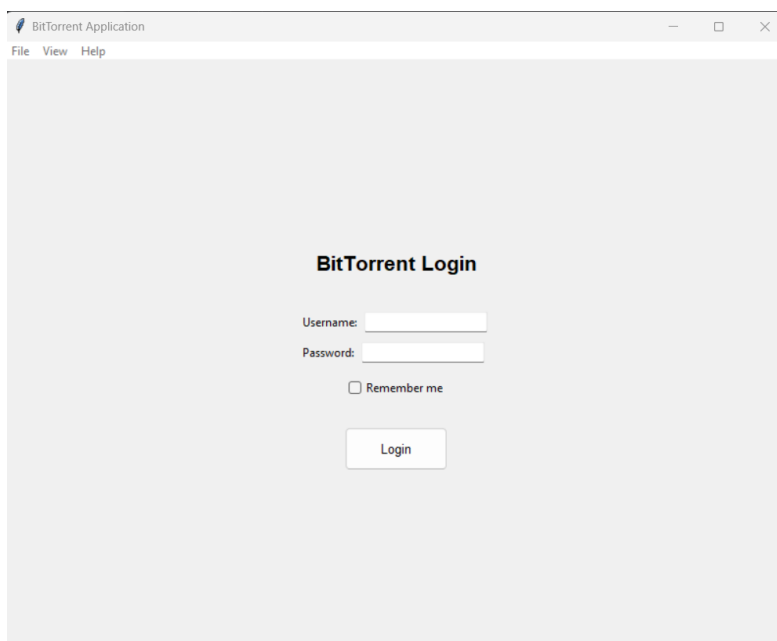 BitTorrent Application
File View Help
BitTorrent Login
Username:
Password:
Remember me
Login